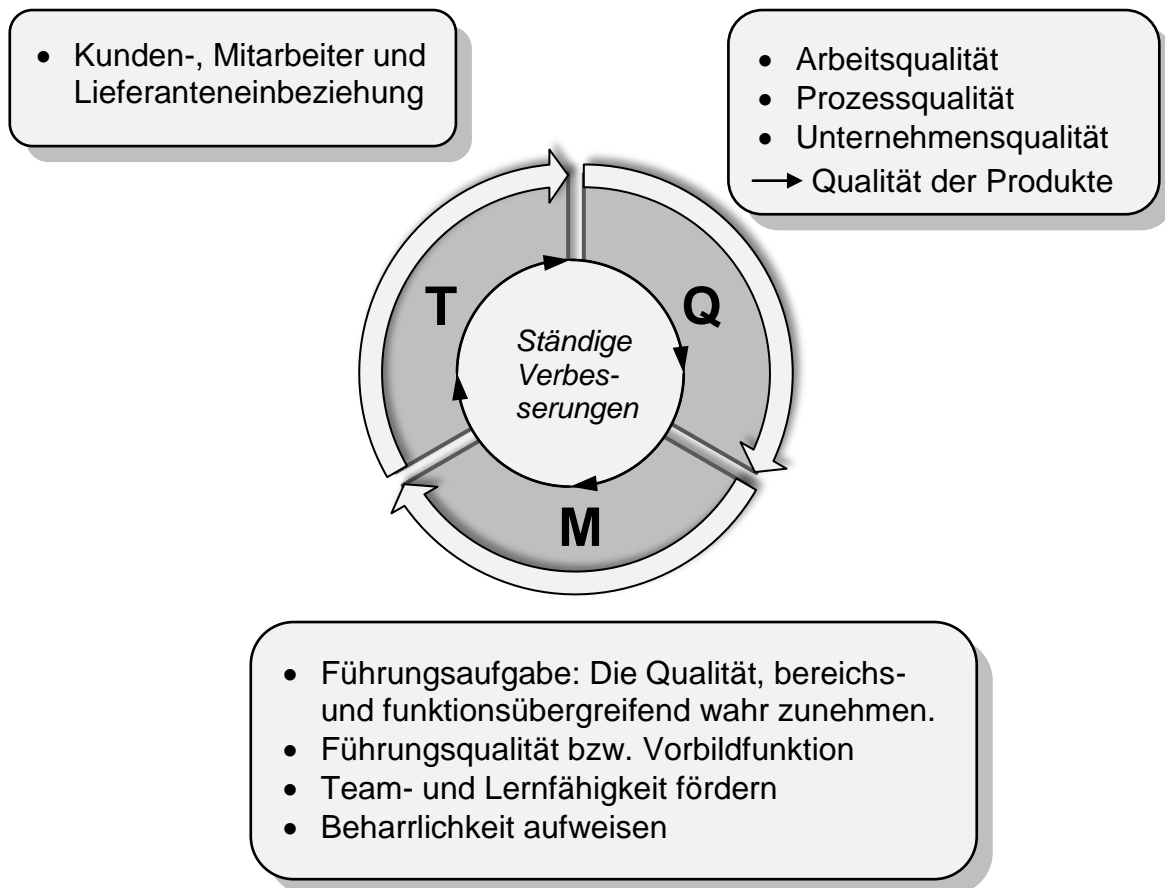 • Kunden-, Mitarbeiter und
Lieferanteneinbeziehung
• Arbeitsqualität
• Prozessqualität
• Unternehmensqualität
→ Qualität der Produkte
T
Q
Ständige
Verbes-
serungen
M
• Führungsaufgabe: Die Qualität, bereichs-
und funktionsübergreifend wahr zunehmen.
• Führungsqualität bzw. Vorbildfunktion
• Team- und Lernfähigkeit fördern
• Beharrlichkeit aufweisen